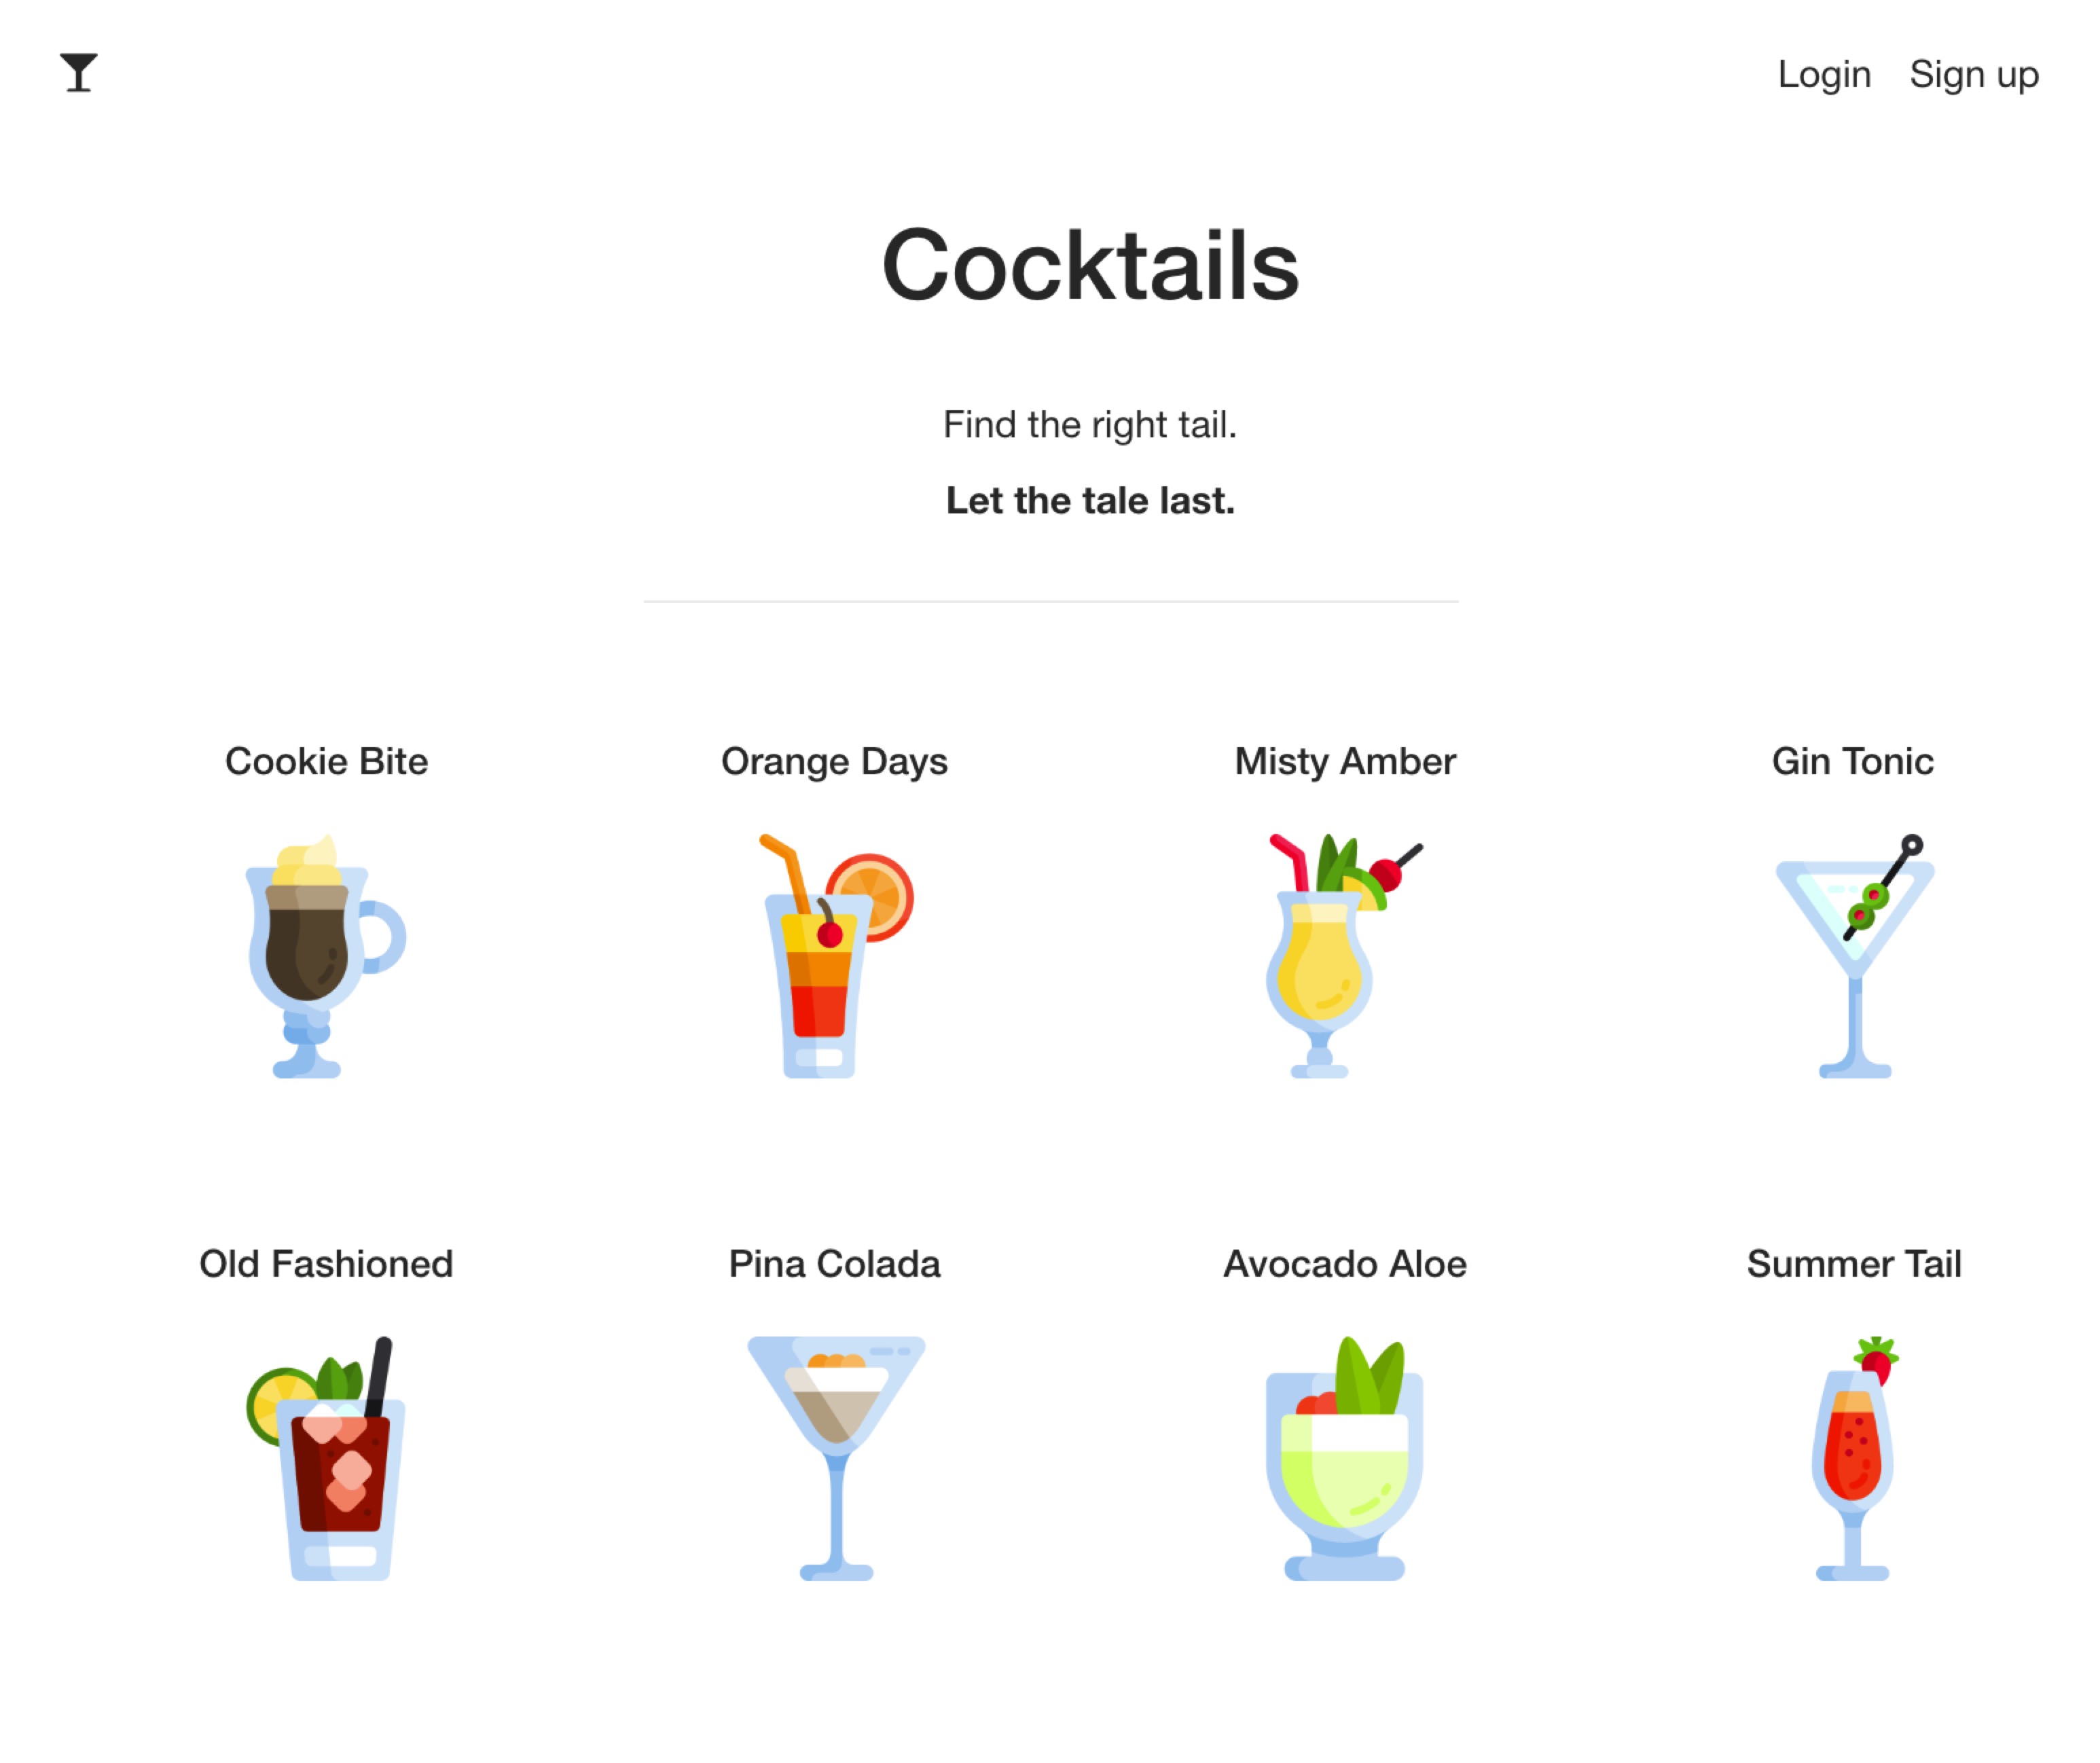 Login Sign up
Cocktails
Find the right tail.
Let the tale last.
Cookie Bite
Orange Days
Misty Amber
Gin Tonic
Old Fashioned
Pina Colada
Avocado Aloe
Summer Tail